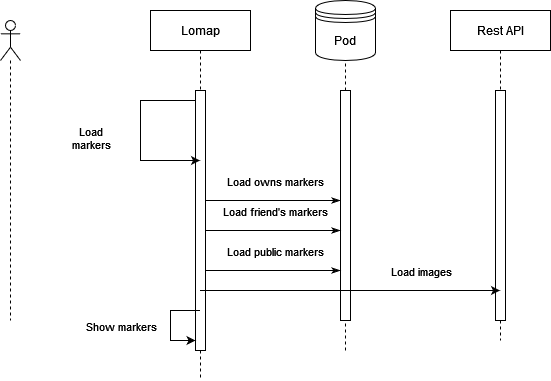 Lomap
Pod
Rest API
Load
markers
Load owns markers
Load friend's markers
Load public markers
Load images
Show markers